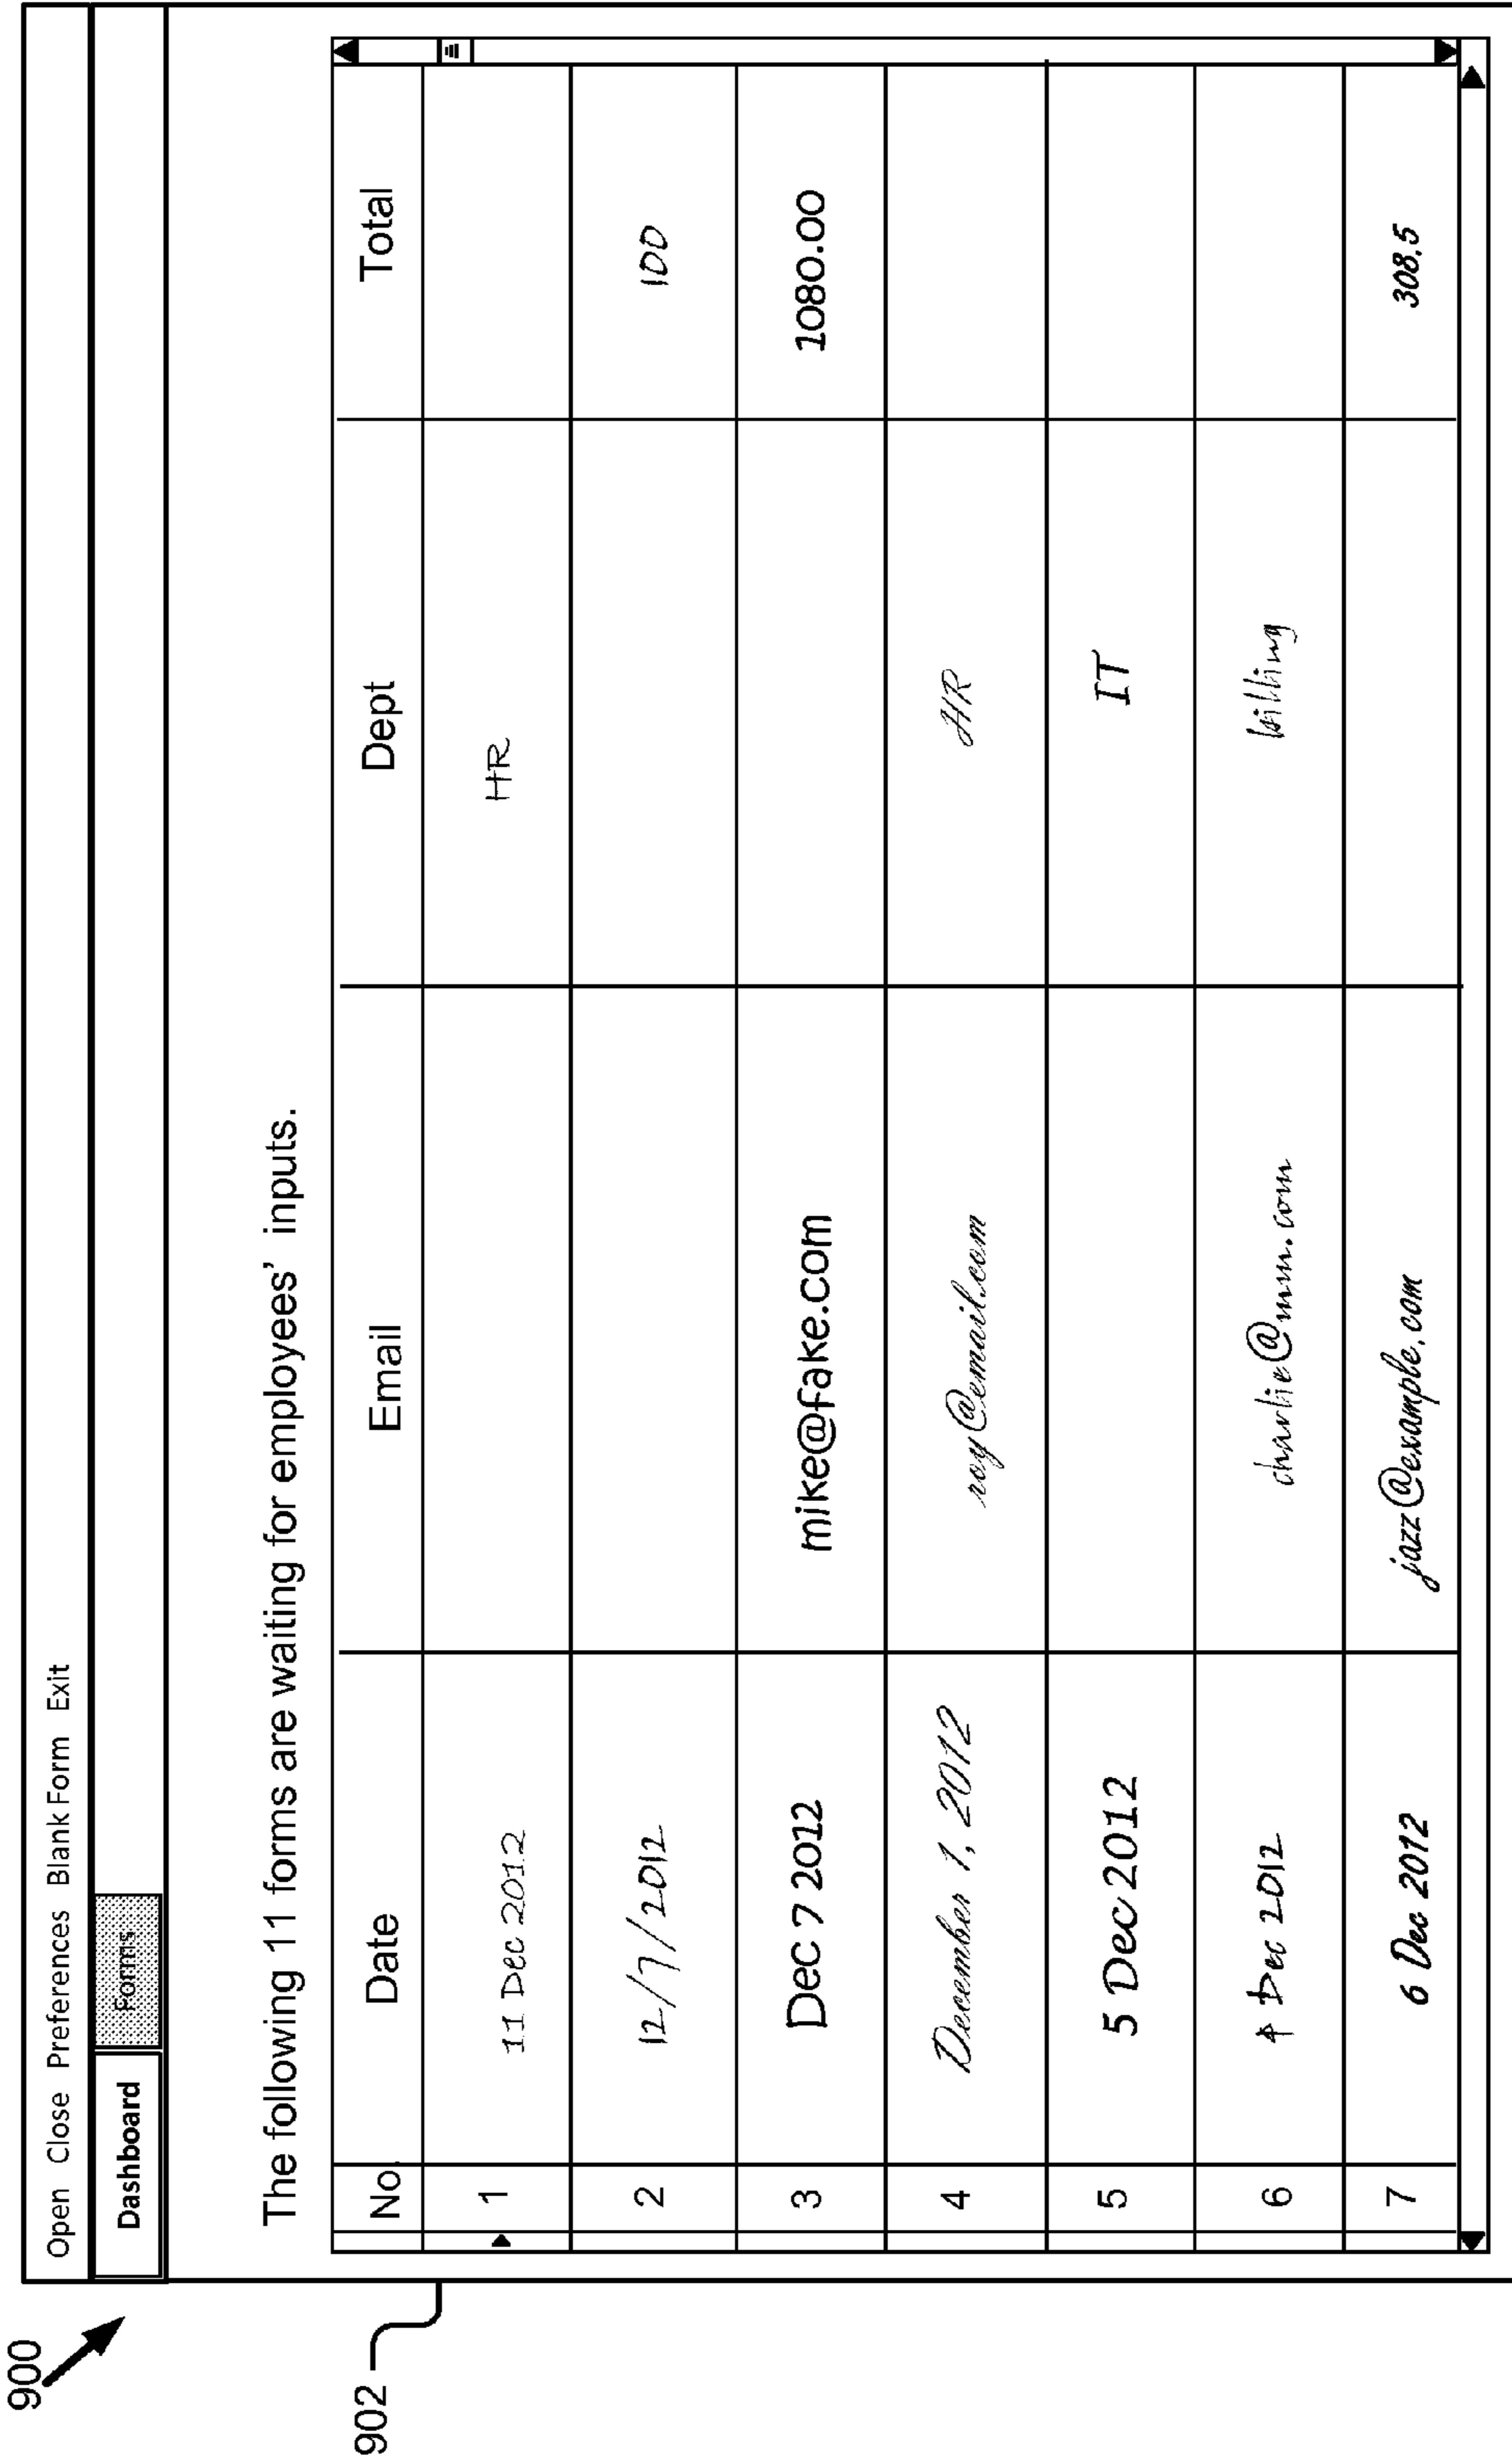 900
Open Close Preferences Blank Form Exit
Dashboard Forms
902
The following 11 forms are waiting for employees' inputs.
No. Date Email Dept Total
1 11 Dec 2012 HR
2 12/7/2012 100
3 Dec 7 2012 mike@fake.com 1080.00
4 December 1, 2012 roy@email.com HR
5 5 Dec 2012 IT
6 Dec 2012 charlie@mm.com billing
7 6 Dec 2012 jazz@example.com 308.5